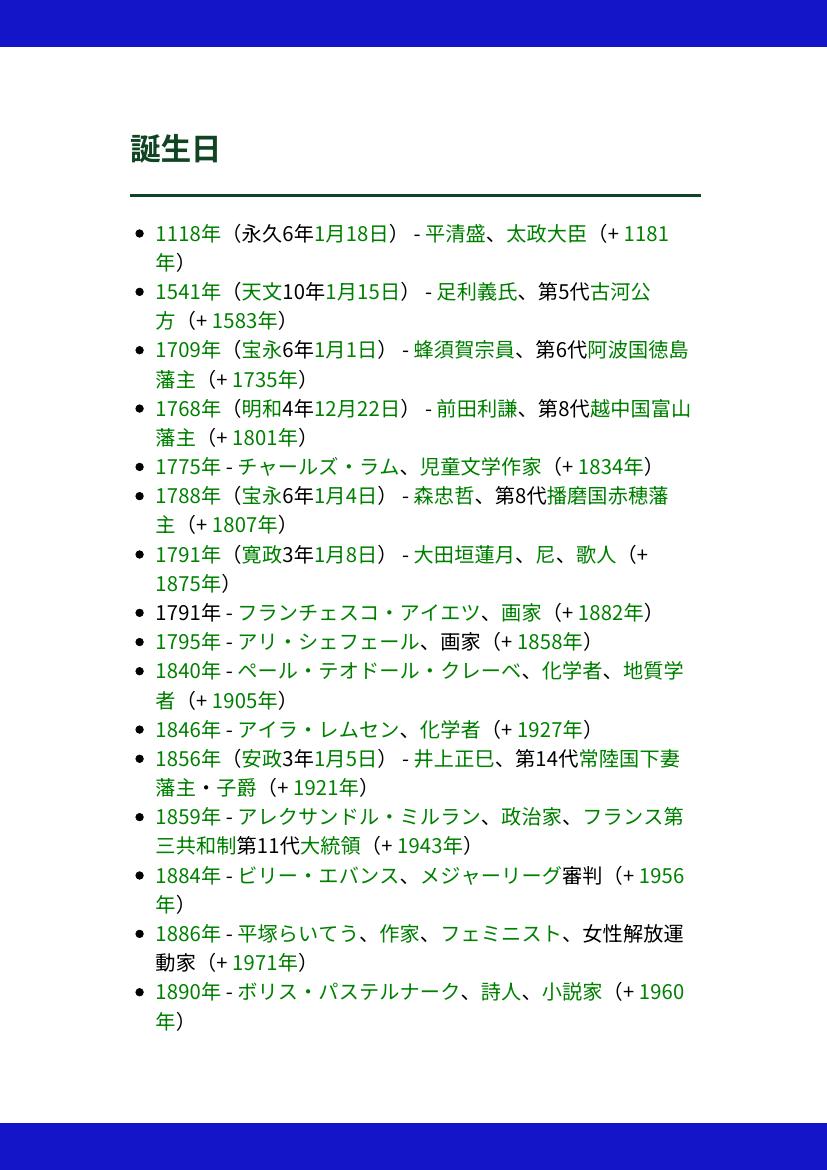 誕生日
• 1118年（永久6年1月18日） - 平清盛、太政大臣（+ 1181
年）
• 1541年（天文10年1月15日） - 足利義氏、第5代古河公
方（+ 1583年）
• 1709年（宝永6年1月1日） - 蜂須賀宗員、第6代阿波国徳島
藩主（+ 1735年）
• 1768年（明和4年12月22日） - 前田利謙、第8代越中国富山
藩主（+ 1801年）
• 1775年 - チャールズ・ラム、児童文学作家（+ 1834年）
• 1788年（宝永6年1月4日） - 森忠哲、第8代播磨国赤穂藩
主（+ 1807年）
• 1791年（寛政3年1月8日） - 大田垣蓮月、尼、歌人（+
1875年）
• 1791年 - フランチェスコ・アイエツ、画家（+ 1882年）
• 1795年 - アリ・シェフェール、画家（+ 1858年）
• 1840年 - ペール・テオドール・クレーベ、化学者、地質学
者（+ 1905年）
• 1846年 - アイラ・レムセン、化学者（+ 1927年）
• 1856年（安政3年1月5日） - 井上正巳、第14代常陸国下妻
藩主・子爵（+ 1921年）
• 1859年 - アレクサンドル・ミルラン、政治家、フランス第
三共和制第11代大統領（+ 1943年）
• 1884年 - ビリー・エバンス、メジャーリーグ審判（+ 1956
年）
• 1886年 - 平塚らいてう、作家、フェミニスト、女性解放運
動家（+ 1971年）
• 1890年 - ボリス・パステルナーク、詩人、小説家（+ 1960
年）